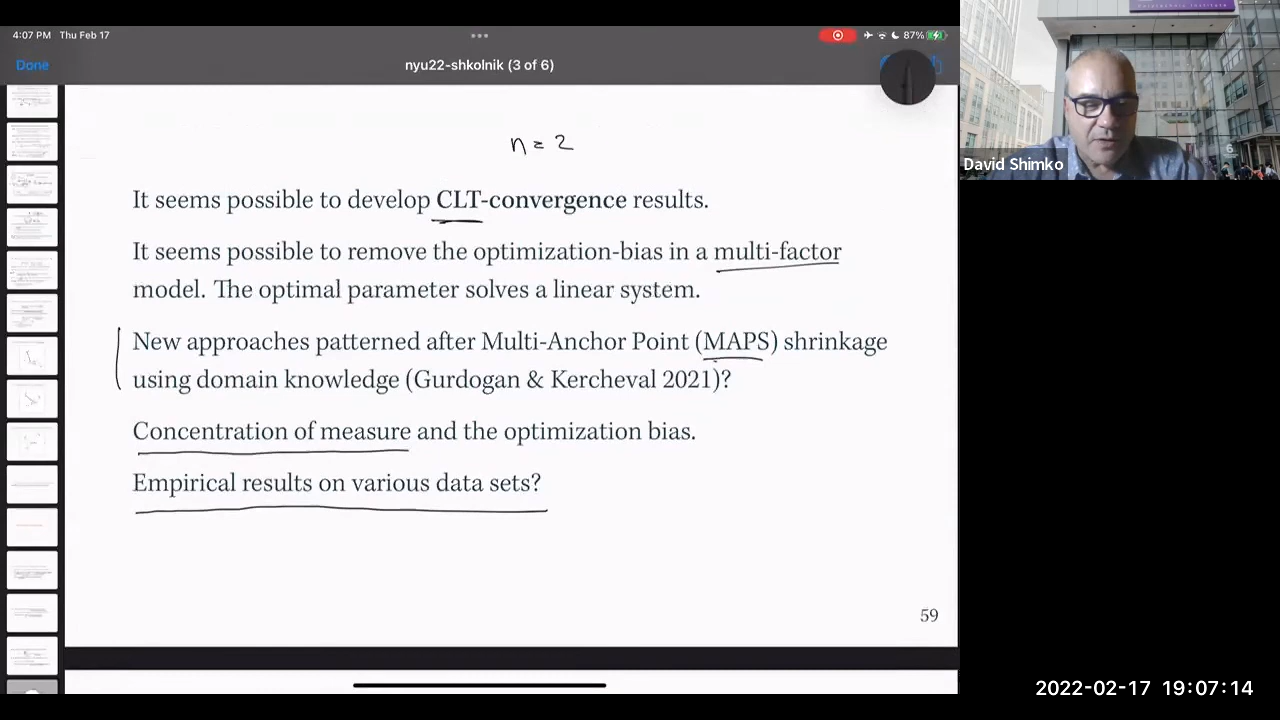 4:07 PM Thu Feb 17
87%
Done
nyu22-shkolnik (3 of 6)
n = 2
It seems possible to develop CLT-convergence results.
It seems possible to remove the optimization-bias in a multi-factor
model. The optimal parameter solves a linear system.
New approaches patterned after Multi-Anchor Point (MAPS) shrinkage
using domain knowledge (Gurdogan & Kercheval 2021)?
Concentration of measure and the optimization bias.
Empirical results on various data sets?
59
Polytechnic Institute
6
David Shimko
2022-02-17 19:07:14